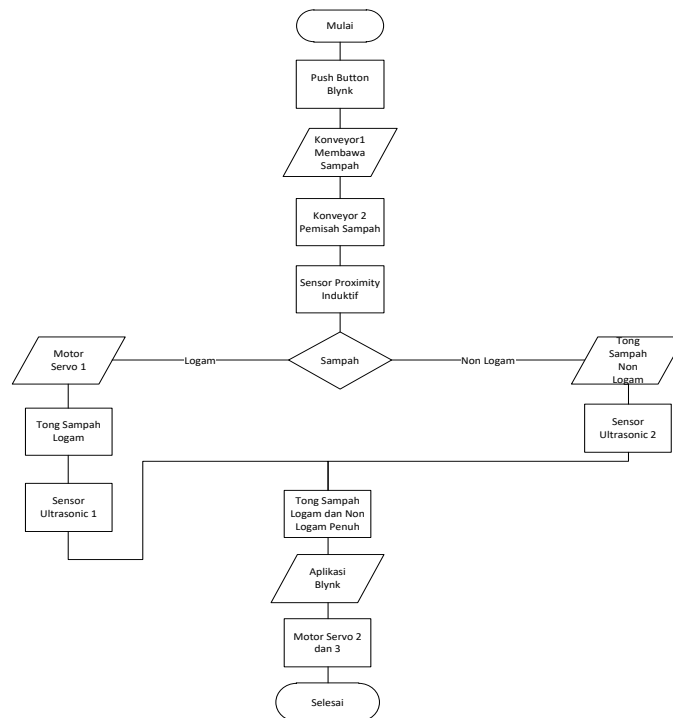 Mulai
Push Button
Blynk
Konveyor1
Membawa
Sampah
Konveyor 2
Pemisah Sampah
Sensor Proximity
Induktif
Sampah
Logam
Motor
Servo 1
Tong Sampah
Logam
Sensor
Ultrasonic 1
Non Logam
Tong
Sampah
Non
Logam
Sensor
Ultrasonic 2
Tong Sampah
Logam dan Non
Logam Penuh
Aplikasi
Blynk
Motor Servo 2
dan 3
Selesai